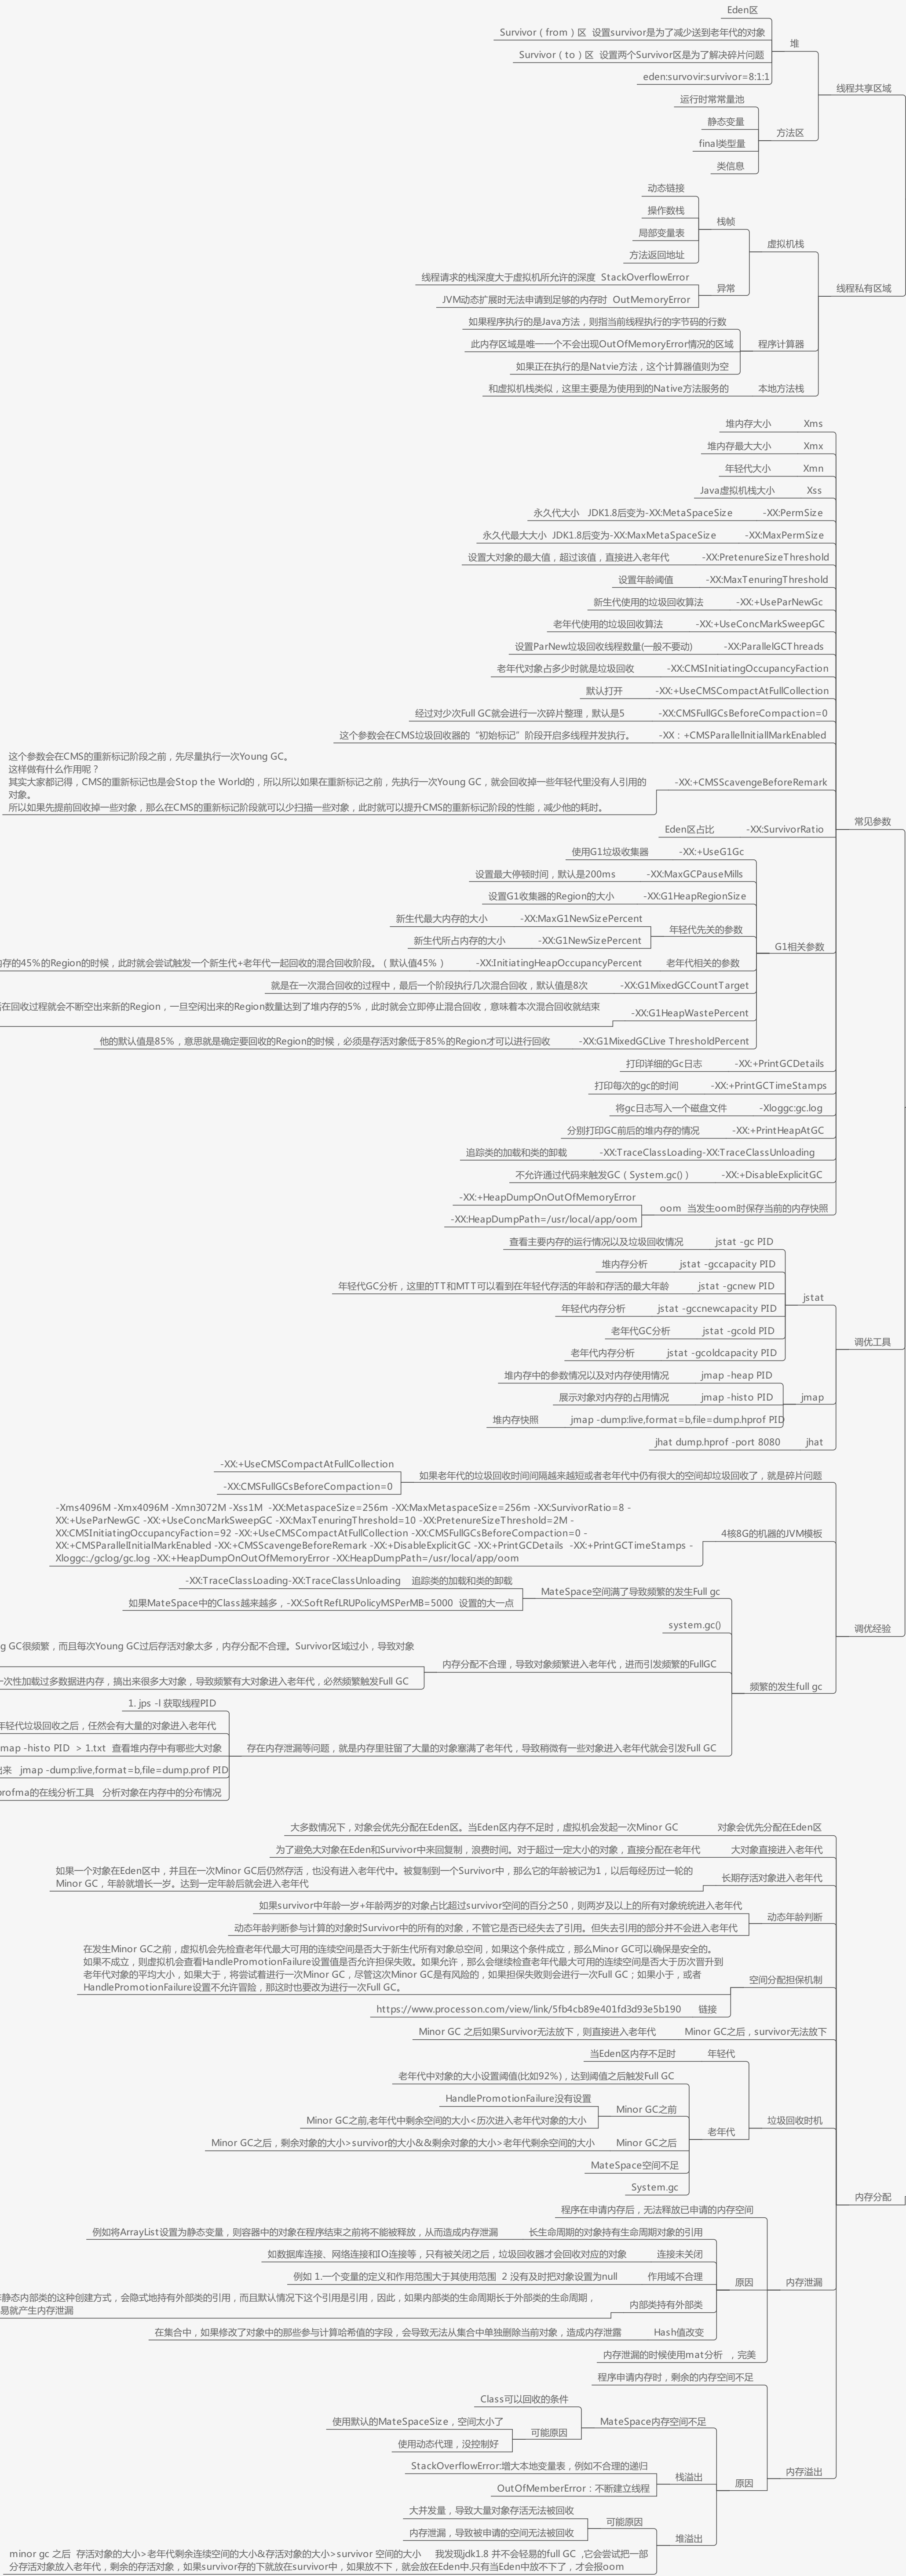 Eden区
Survivor（from）区  设置survivor是为了减少送到老年代的对象
堆
Survivor（to）区  设置两个Survivor区是为了解决碎片问题
eden:survovir:survivor=8:1:1
线程共享区域
运行时常常量池
静态变量
方法区
final类型量
类信息
动态链接
操作数栈
栈帧
局部变量表
方法返回地址
虚拟机栈
线程请求的栈深度大于虚拟机所允许的深度  StackOverflowError
异常
JVM动态扩展时无法申请到足够的内存时  OutMemoryError
线程私有区域
如果程序执行的是Java方法，则指当前线程执行的字节码的行数
此内存区域是唯一一个不会出现OutOfMemoryError情况的区域
程序计算器
如果正在执行的是Natvie方法，这个计算器值则为空
和虚拟机栈类似，这里主要是为使用到的Native方法服务的
本地方法栈
堆内存大小  Xms
堆内存最大大小  Xmx
年轻代大小  Xmn
Java虚拟机栈大小  Xss
永久代大小  JDK1.8后变为-XX:MetaSpaceSize  -XX:PermSize
永久代最大大小  JDK1.8后变为-XX:MaxMetaSpaceSize  -XX:MaxPermSize
设置大对象的最大值，超过该值，直接进入老年代  -XX:PretenureSizeThreshold
设置年龄阈值  -XX:MaxTenuringThreshold
新生代使用的垃圾回收算法  -XX:+UseParNewGc
老年代使用的垃圾回收算法  -XX:+UseConcMarkSweepGC
设置ParNew垃圾回收线程数量(一般不要动)  -XX:ParallelGCThreads
老年代对象占多少时就是垃圾回收  -XX:CMSInitiatingOccupancyFaction
默认打开  -XX:+UseCMSCompactAtFullCollection
经过对少次Full GC就会进行一次碎片整理，默认是5  -XX:CMSFullGCsBeforeCompaction=0
这个参数会在CMS垃圾回收器的“初始标记”阶段开启多线程并发执行。  -XX：+CMSParallelInitiallMarkEnabled
这个参数会在CMS的重新标记阶段之前，先尽量执行一次Young GC。
这样做有什么作用呢？
其实大家都记得，CMS的重新标记也是会Stop the World的，所以所以如果在重新标记之前，先执行一次Young GC，就会回收掉一些年轻代里没有人引用的
对象。
所以如果先提前回收掉一些对象，那么在CMS的重新标记阶段就可以少扫描一些对象，此时就可以提升CMS的重新标记阶段的性能，减少他的耗时。
-XX:+CMSScavengeBeforeRemark
常见参数
Eden区占比  -XX:SurvivorRatio
使用G1垃圾收集器  -XX:+UseG1Gc
设置最大停顿时间，默认是200ms  -XX:MaxGCPauseMills
设置G1收集器的Region的大小  -XX:G1HeapRegionSize
新生代最大内存的大小  -XX:MaxG1NewSizePercent
年轻代先关的参数
新生代所占内存的大小  -XX:G1NewSizePercent
G1相关参数
内存的45%的Region的时候，此时就会尝试触发一个新生代+老年代一起回收的混合回收阶段。（默认值45%）  -XX:InitiatingHeapOccupancyPercent  老年代相关的参数
就是在一次混合回收的过程中，最后一个阶段执行几次混合回收，默认值是8次  -XX:G1MixedGCCountTarget
在回收过程就会不断空出来新的Region，一旦空闲出来的Region数量达到了堆内存的5%，此时就会立即停止混合回收，意味着本次混合回收就结束
-XX:G1HeapWastePercent
他的默认值是85%，意思就是确定要回收的Region的时候，必须是存活对象低于85%的Region才可以进行回收  -XX:G1MixedGCLive ThresholdPercent
打印详细的Gc日志  -XX:+PrintGCDetails
打印每次的gc的时间  -XX:+PrintGCTimeStamps
将gc日志写入一个磁盘文件  -Xloggc:gc.log
分别打印GC前后的堆内存的情况  -XX:+PrintHeapAtGC
追踪类的加载和类的卸载  -XX:TraceClassLoading-XX:TraceClassUnloading
不允许通过代码来触发GC（System.gc()）  -XX:+DisableExplicitGC
-XX:+HeapDumpOnOutOfMemoryError
oom  当发生oom时保存当前的内存快照
-XX:HeapDumpPath=/usr/local/app/oom
查看主要内存的运行情况以及垃圾回收情况  jstat -gc PID
堆内存分析  jstat -gccapacity PID
年轻代GC分析，这里的TT和MTT可以看到在年轻代存活的年龄和存活的最大年龄  jstat -gcnew PID
jstat
年轻代内存分析  jstat -gccnewcapacity PID
老年代GC分析  jstat -gcold PID
调优工具
老年代内存分析  jstat -gcoldcapacity PID
堆内存中的参数情况以及对内存使用情况  jmap -heap PID
展示对象对内存的占用情况  jmap -histo PID
jmap
堆内存快照  jmap -dump:live,format=b,file=dump.hprof PID
jhat dump.hprof -port 8080  jhat
-XX:+UseCMSCompactAtFullCollection
如果老年代的垃圾回收时间间隔越来越短或者老年代中仍有很大的空间却垃圾回收了，就是碎片问题
-XX:CMSFullGCsBeforeCompaction=0
-Xms4096M -Xmx4096M -Xmn3072M -Xss1M  -XX:MetaspaceSize=256m -XX:MaxMetaspaceSize=256m -XX:SurvivorRatio=8 -
XX:+UseParNewGC -XX:+UseConcMarkSweepGC -XX:MaxTenuringThreshold=10 -XX:PretenureSizeThreshold=2M -
XX:CMSInitiatingOccupancyFaction=92 -XX:+UseCMSCompactAtFullCollection -XX:CMSFullGCsBeforeCompaction=0 -
XX:+CMSParallelInitialMarkEnabled -XX:+CMSScavengeBeforeRemark -XX:+DisableExplicitGC -XX:+PrintGCDetails  -XX:+PrintGCTimeStamps -
Xloggc:./gclog/gc.log -XX:+HeapDumpOnOutOfMemoryError -XX:HeapDumpPath=/usr/local/app/oom
4核8G的机器的JVM模板
-XX:TraceClassLoading-XX:TraceClassUnloading  追踪类的加载和类的卸载
MateSpace空间满了导致频繁的发生Full gc
如果MateSpace中的Class越来越多，-XX:SoftRefLRUPolicyMSPerMB=5000  设置的大一点
system.gc()
调优经验
g GC很频繁，而且每次Young GC过后存活对象太多，内存分配不合理。Survivor区域过小，导致对象
内存分配不合理，导致对象频繁进入老年代，进而引发频繁的FullGC
一次性加载过多数据进内存，搞出来很多大对象，导致频繁有大对象进入老年代，必然频繁触发Full GC
频繁的发生full gc
1. jps -l 获取线程PID
年轻代垃圾回收之后，任然会有大量的对象进入老年代
map -histo PID  > 1.txt  查看堆内存中有哪些大对象
存在内存泄漏等问题，就是内存里驻留了大量的对象塞满了老年代，导致稍微有一些对象进入老年代就会引发Full GC
出来  jmap -dump:live,format=b,file=dump.prof PID
profma的在线分析工具  分析对象在内存中的分布情况
大多数情况下，对象会优先分配在Eden区。当Eden区内存不足时，虚拟机会发起一次Minor GC  对象会优先分配在Eden区
为了避免大对象在Eden和Survivor中来回复制，浪费时间。对于超过一定大小的对象，直接分配在老年代  大对象直接进入老年代
如果一个对象在Eden区中，并且在一次Minor GC后仍然存活，也没有进入老年代中。被复制到一个Survivor中，那么它的年龄被记为1，以后每经历过一轮的
Minor GC，年龄就增长一岁。达到一定年龄后就会进入老年代
长期存活对象进入老年代
如果survivor中年龄一岁+年龄两岁的对象占比超过survivor空间的百分之50，则两岁及以上的所有对象统统进入老年代
动态年龄判断
动态年龄判断参与计算的对象时Survivor中的所有的对象，不管它是否已经失去了引用。但失去引用的部分并不会进入老年代
在发生Minor GC之前，虚拟机会先检查老年代最大可用的连续空间是否大于新生代所有对象总空间，如果这个条件成立，那么Minor GC可以确保是安全的。
如果不成立，则虚拟机会查看HandlePromotionFailure设置值是否允许担保失败。如果允许，那么会继续检查老年代最大可用的连续空间是否大于历次晋升到
老年代对象的平均大小，如果大于，将尝试着进行一次Minor GC，尽管这次Minor GC是有风险的，如果担保失败则会进行一次Full GC；如果小于，或者
HandlePromotionFailure设置不允许冒险，那这时也要改为进行一次Full GC。
空间分配担保机制
https://www.processon.com/view/link/5fb4cb89e401fd3d93e5b190  链接
Minor GC 之后如果Survivor无法放下，则直接进入老年代  Minor GC之后，survivor无法放下
当Eden区内存不足时  年轻代
老年代中对象的大小设置阈值(比如92%)，达到阈值之后触发Full GC
HandlePromotionFailure没有设置
Minor GC之前
Minor GC之前,老年代中剩余空间的大小<历次进入老年代对象的大小
垃圾回收时机
老年代
Minor GC之后，剩余对象的大小>survivor的大小&&剩余对象的大小>老年代剩余空间的大小  Minor GC之后
MateSpace空间不足
System.gc
内存分配
程序在申请内存后，无法释放已申请的内存空间
例如将ArrayList设置为静态变量，则容器中的对象在程序结束之前将不能被释放，从而造成内存泄漏  长生命周期的对象持有生命周期对象的引用
如数据库连接、网络连接和IO连接等，只有被关闭之后，垃圾回收器才会回收对应的对象  连接未关闭
例如 1.一个变量的定义和作用范围大于其使用范围  2 没有及时把对象设置为null  作用域不合理
原因
内存泄漏
静态内部类的这种创建方式，会隐式地持有外部类的引用，而且默认情况下这个引用是引用，因此，如果内部类的生命周期长于外部类的生命周期，
易就产生内存泄漏
内部类持有外部类
在集合中，如果修改了对象中的那些参与计算哈希值的字段，会导致无法从集合中单独删除当前对象，造成内存泄露  Hash值改变
内存泄漏的时候使用mat分析  ，完美
程序申请内存时，剩余的内存空间不足
Class可以回收的条件
MateSpace内存空间不足
使用默认的MateSpaceSize，空间太小了
可能原因
使用动态代理，没控制好
StackOverflowError:增大本地变量表，例如不合理的递归
栈溢出
内存溢出
原因
OutOfMemberError：不断建立线程
大并发量，导致大量对象存活无法被回收
可能原因
内存泄漏，导致被申请的空间无法被回收
堆溢出
minor gc 之后  存活对象的大小>老年代剩余连续空间的大小&存活对象的大小>survivor 空间的大小  我发现jdk1.8 并不会轻易的full GC  ,它会尝试把一部
分存活对象放入老年代，剩余的存活对象，如果survivor存的下就放在survivor中，如果放不下，就会放在Eden中.只有当Eden中放不下了，才会报oom